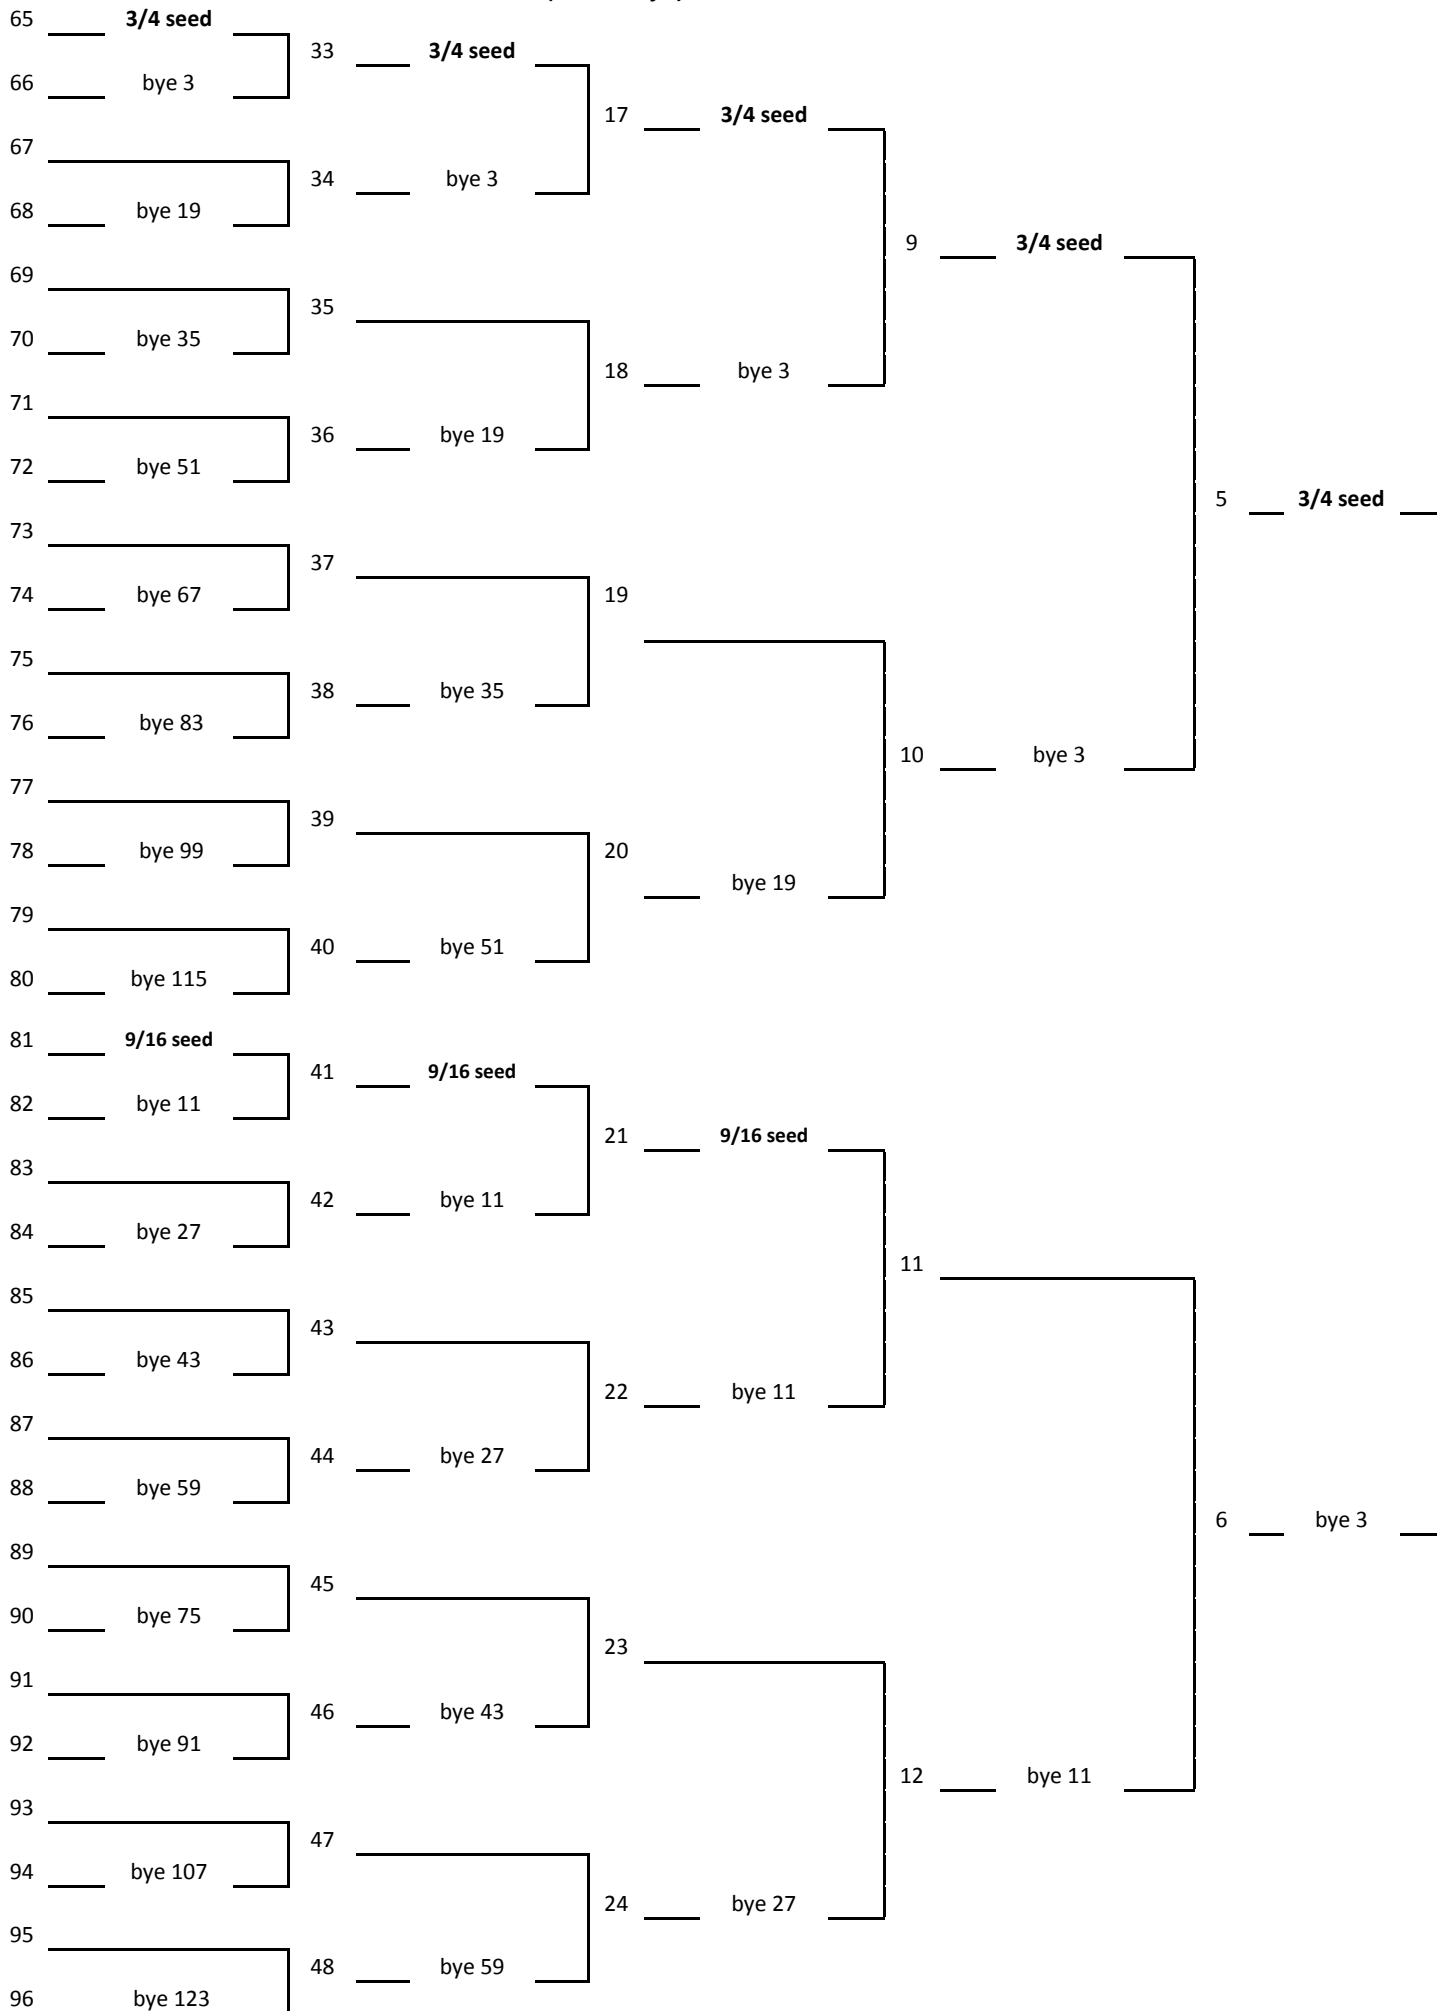 65 3/4 seed
33 3/4 seed
66 bye 3
17 3/4 seed
67
34 bye 3
68 bye 19
9 3/4 seed
69
35
70 bye 35
18 bye 3
71
36 bye 19
72 bye 51
5 3/4 seed
73
37
74 bye 67
19
75
38 bye 35
76 bye 83
10 bye 3
77
39
78 bye 99
20
bye 19
79
40 bye 51
80 bye 115
81 9/16 seed
41 9/16 seed
82 bye 11
21 9/16 seed
83
42 bye 11
84 bye 27
11
85
43
86 bye 43
22 bye 11
87
44 bye 27
88 bye 59
6 bye 3
89
45
90 bye 75
23
91
46 bye 43
92 bye 91
12 bye 11
93
47
94 bye 107
24 bye 27
95
48 bye 59
96 bye 123